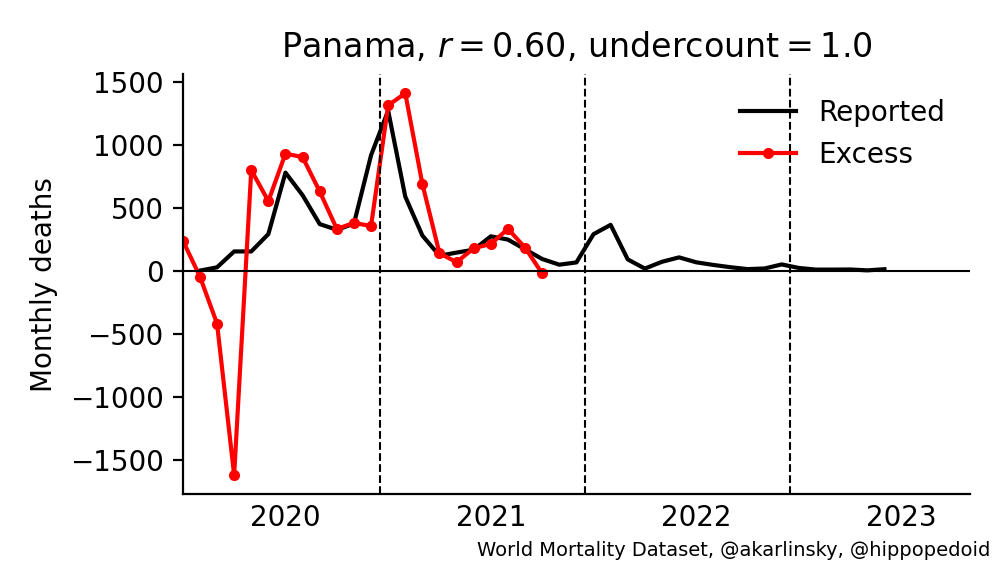 Panama, r = 0.60, undercount = 1.0
Monthly deaths
1500
1000
500
0
−500
−1000
−1500
Reported
Excess
2020 2021 2022 2023
World Mortality Dataset, @akarlinsky, @hippopedoid